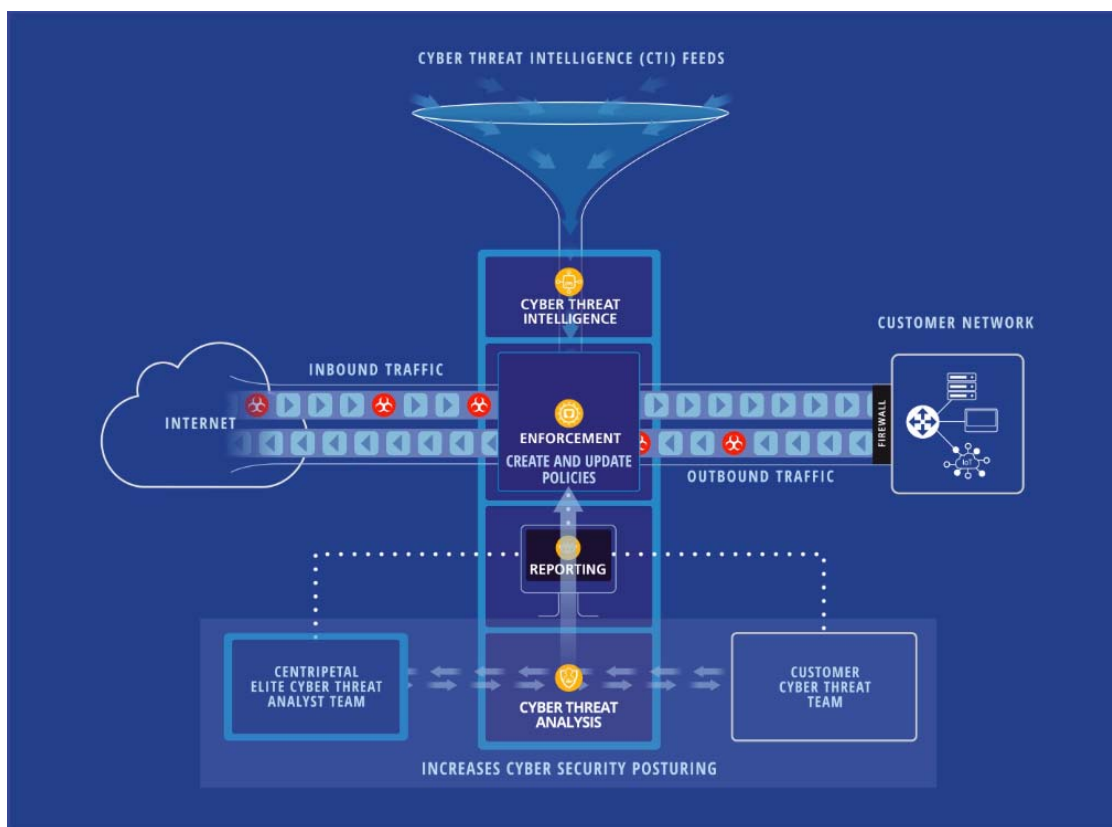 CYBER THREAT INTELLIGENCE (CTI) FEEDS
CYBER THREAT
INTELLIGENCE
CUSTOMER NETWORK
INBOUND TRAFFIC
INTERNET
FIREWALL
IoT
ENFORCEMENT
CREATE AND UPDATE
POLICIES
OUTBOUND TRAFFIC
REPORTING
CENTRIPETAL
ELITE CYBER THREAT
ANALYST TEAM
CYBER THREAT
ANALYSIS
CUSTOMER
CYBER THREAT
TEAM
INCREASES CYBER SECURITY POSTURING